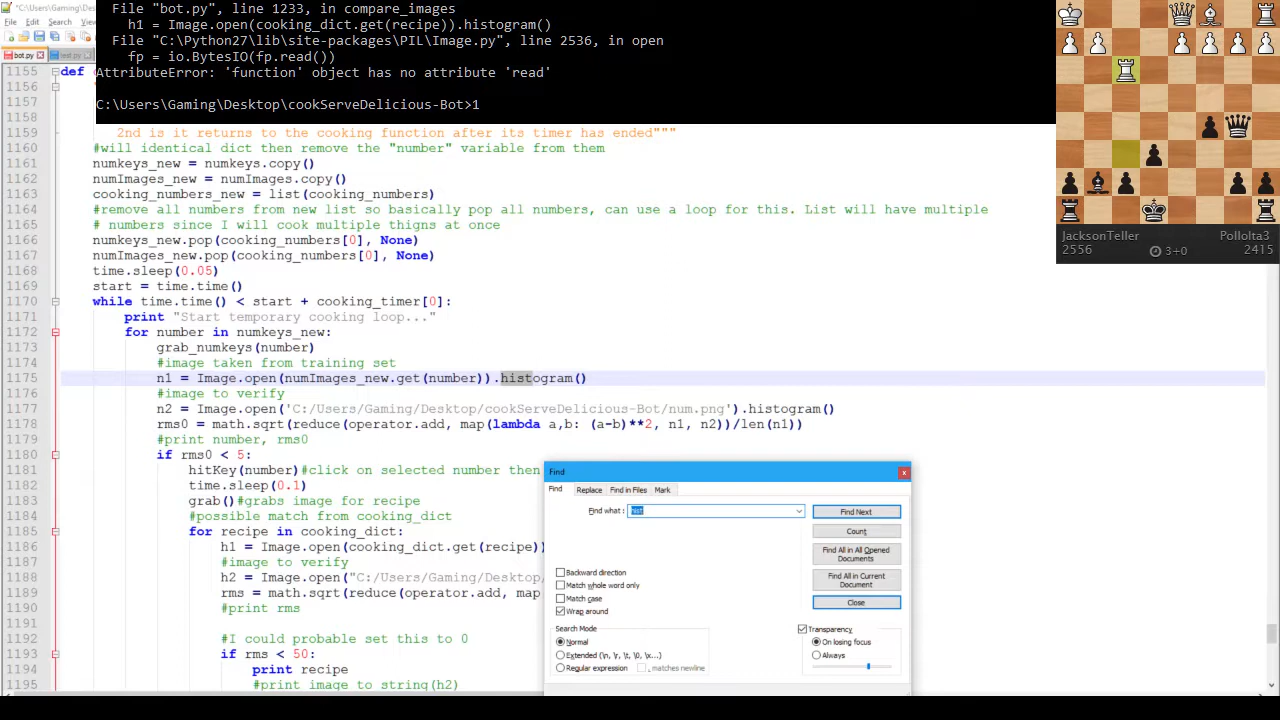 File "bot.py", line 1233, in compare_images
h1 = Image.open(cooking_dict.get(recipe)).histogram()
File "C:\Python27\lib\site-packages\PIL\Image.py", line 2536, in open
fp = io.BytesIO(fp.read())
AttributeError: 'function' object has no attribute 'read'
C:\Users\Gaming\Desktop\cookServeDelicious-Bot>1
File Edit Search
bot.py
1155 def
1156
1157
1158
1159 2nd is it returns to the cooking function after its timer has ended"""
1160 #will identical dict then remove the "number" variable from them
1161 numkeys_new = numkeys.copy()
1162 numImages_new = numImages.copy()
1163 cooking_numbers_new = list(cooking_numbers)
1164 #remove all numbers from new list so basically pop all numbers, can use a loop for this. List will have multiple
1165 # numbers since I will cook multiple thigns at once
1166 numkeys_new.pop(cooking_numbers[0], None)
1167 numImages_new.pop(cooking_numbers[0], None)
1168 time.sleep(0.05)
1169 start = time.time()
1170 while time.time() < start + cooking_timer[0]:
1171 print "Start temporary cooking loop..."
1172 for number in numkeys_new:
1173 grab_numkeys(number)
1174 #image taken from training set
1175 n1 = Image.open(numImages_new.get(number)).histogram()
1176 #image to verify
1177 n2 = Image.open('C:/Users/Gaming/Desktop/cookServeDelicious-Bot/num.png').histogram()
1178 rms0 = math.sqrt(reduce(operator.add, map(lambda a,b: (a-b)**2, n1, n2))/len(n1))
1179 #print number, rms0
1180 if rms0 < 5:
1181 hitKey(number)#click on selected number then
1182 time.sleep(0.1)
1183 grab()#grabs image for recipe
1184 #possible match from cooking_dict
1185 for recipe in cooking_dict:
1186 h1 = Image.open(cooking_dict.get(recipe))
1187 #image to verify
1188 h2 = Image.open("C:/Users/Gaming/Desktop/
1189 rms = math.sqrt(reduce(operator.add, map
1190 #print rms
1191
1192 #I could probable set this to 0
1193 if rms < 50:
1194 print recipe
1195 #print image to string(h2)
Find
Find Replace Find in Files Mark
Find what : hist
Find Next
Count
Find All in All Opened Documents
Find All in Current Document
Close
Backward direction
Match whole word only
Match case
Wrap around
Search Mode
Normal
Extended (\n, \r, \t, \0, \x...)
Regular expression
. matches newline
Transparency
On losing focus
Always
JacksonTeller Pollolta3
2556 3+0 2415